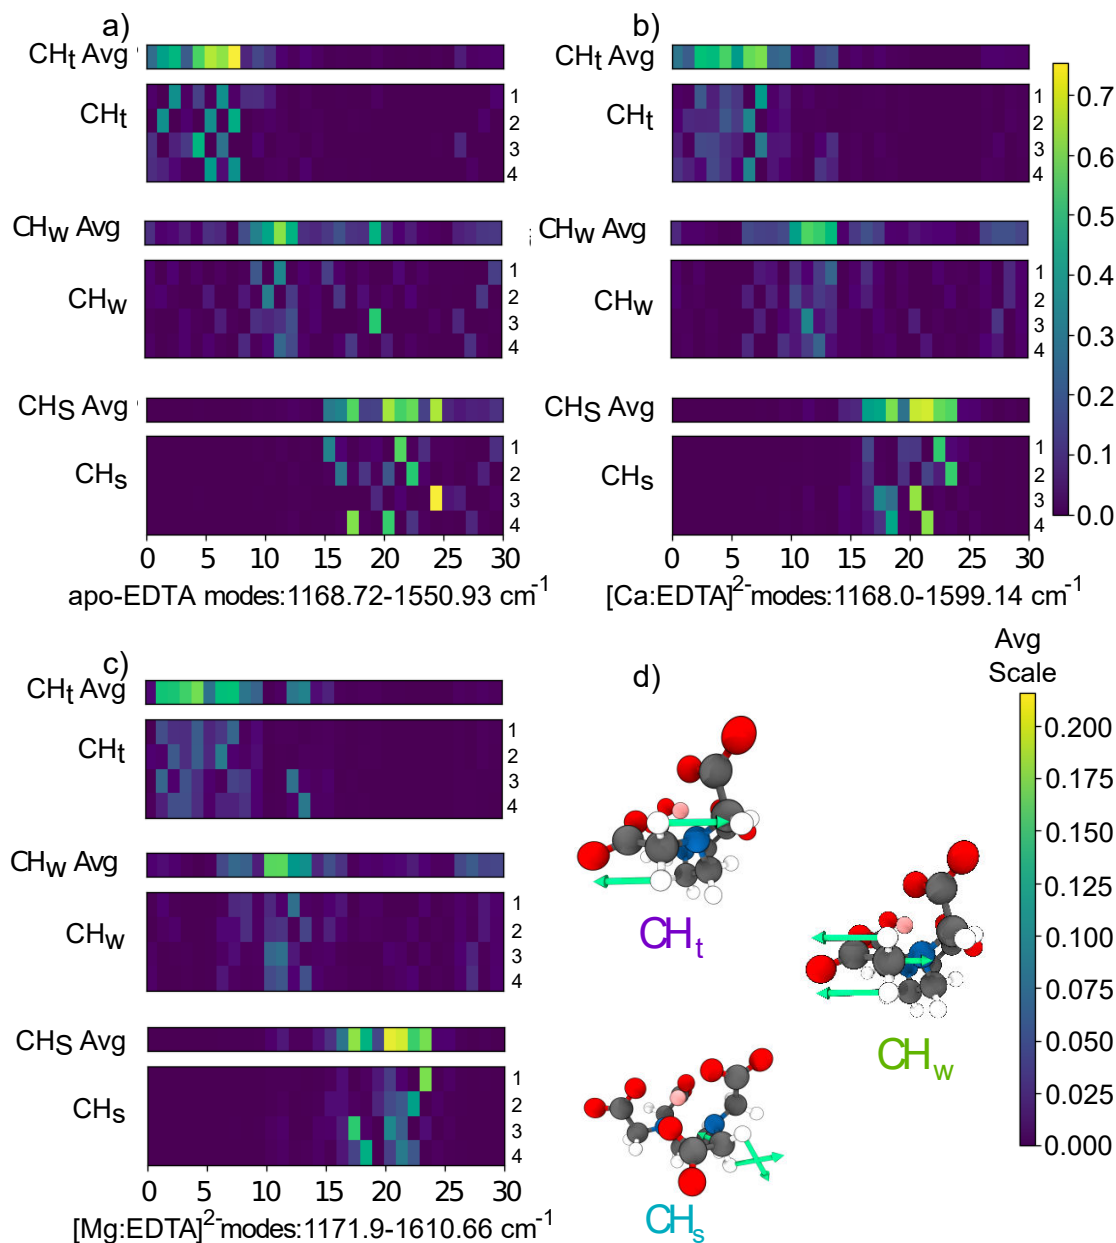 a)
CHt Avg
CHt
1
2
3
4
CHw Avg
CHw
1
2
3
4
CHS Avg
CHs
1
2
3
4
0 5 10 15 20 25 30
apo-EDTA modes:1168.72-1550.93 cm-1
b)
CHt Avg
CHt
1
2
3
4
CHw Avg
CHw
1
2
3
4
CHS Avg
CHs
1
2
3
4
0 5 10 15 20 25 30
[Ca:EDTA]2-modes:1168.0-1599.14 cm-1
0.7
0.6
0.5
0.4
0.3
0.2
0.1
0.0
c)
CHt Avg
CHt
1
2
3
4
CHw Avg
CHw
1
2
3
4
CHS Avg
CHs
1
2
3
4
0 5 10 15 20 25 30
[Mg:EDTA]2-modes:1171.9-1610.66 cm-1
d)
CHt
CHw
CHs
Avg
Scale
0.200
0.175
0.150
0.125
0.100
0.075
0.050
0.025
0.000